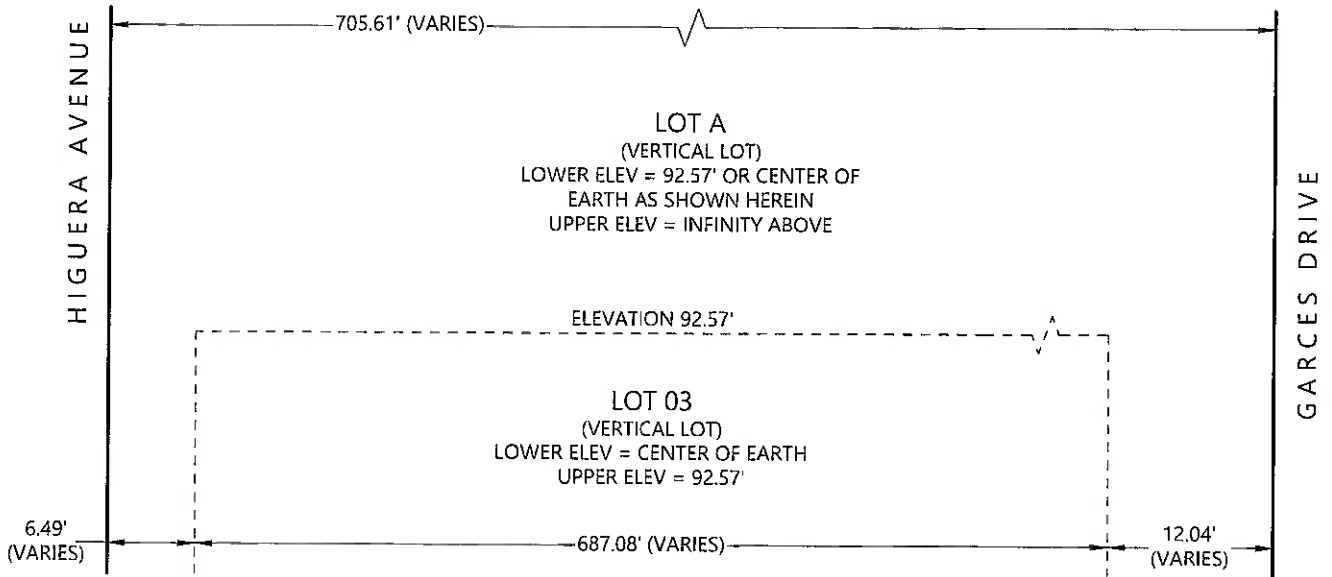 705.61' (VARIES)
HIGUERA AVENUE
LOT A
(VERTICAL LOT)
LOWER ELEV = 92.57' OR CENTER OF
EARTH AS SHOWN HEREIN
UPPER ELEV = INFINITY ABOVE
GARCES DRIVE
ELEVATION 92.57'
LOT 03
(VERTICAL LOT)
LOWER ELEV = CENTER OF EARTH
UPPER ELEV = 92.57'
6.49'
(VARIES)
687.08' (VARIES)
12.04'
(VARIES)